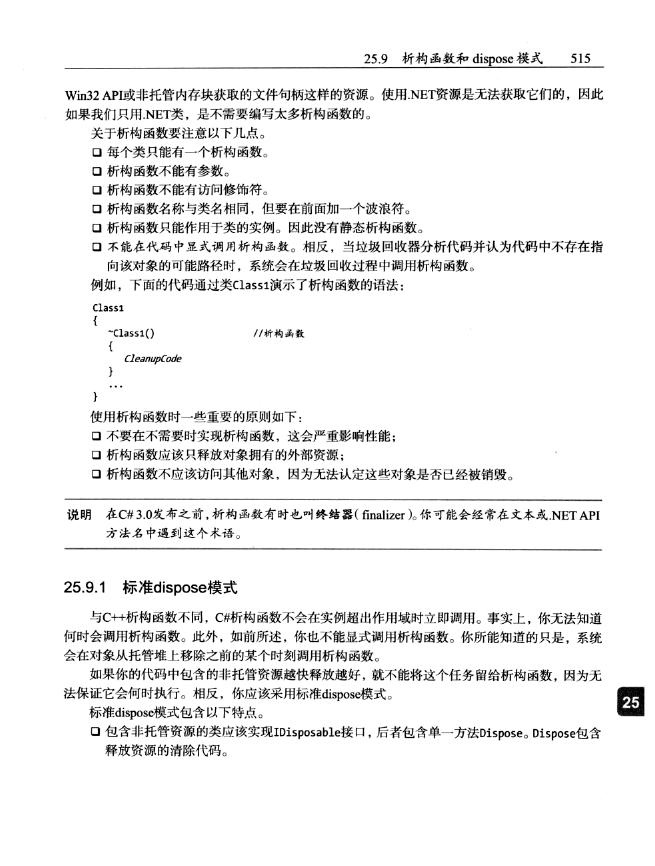 25.9 析构函数和 dispose 模式 515
Win32 API或非托管内存块获取的文件句柄这样的资源。使用.NET资源是无法获取它们的，因此
如果我们只用.NET类，是不需要编写太多析构函数的。
关于析构函数要注意以下几点。
❑ 每个类只能有一个析构函数。
❑ 析构函数不能有参数。
❑ 析构函数不能有访问修饰符。
❑ 析构函数名称与类名相同，但要在前面加一个波浪符。
❑ 析构函数只能作用于类的实例。因此没有静态析构函数。
❑ 不能在代码中显式调用析构函数。相反，当垃圾回收器分析代码并认为代码中不存在指
向该对象的可能路径时，系统会在垃圾回收过程中调用析构函数。
例如，下面的代码通过类Class1演示了析构函数的语法：
Class1
{
~Class1() //析构函数
{
CleanupCode
}
...
}
使用析构函数时一些重要的原则如下：
❑ 不要在不需要时实现析构函数，这会严重影响性能；
❑ 析构函数应该只释放对象拥有的外部资源；
❑ 析构函数不应该访问其他对象，因为无法认定这些对象是否已经被销毁。
说明 在C# 3.0发布之前，析构函数有时也叫终结器（finalizer）。你可能会经常在文本或.NET API
方法名中遇到这个术语。
25.9.1 标准dispose模式
与C++析构函数不同，C#析构函数不会在实例超出作用域时立即调用。事实上，你无法知道
何时会调用析构函数。此外，如前所述，你也不能显式调用析构函数。你所能知道的只是，系统
会在对象从托管堆上移除之前的某个时刻调用析构函数。
如果你的代码中包含的非托管资源越快释放越好，就不能将这个任务留给析构函数，因为无
法保证它会何时执行。相反，你应该采用标准dispose模式。
标准dispose模式包含以下特点。
❑ 包含非托管资源的类应该实现IDisposable接口，后者包含单一方法Dispose。Dispose包含
释放资源的清除代码。
25